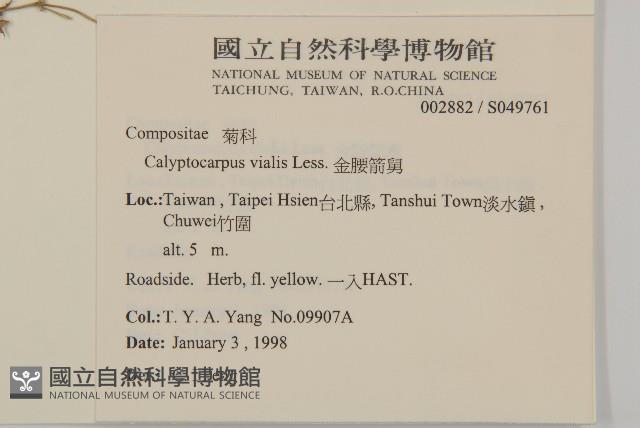 國立自然科學博物館
NATIONAL MUSEUM OF NATURAL SCIENCE
TAICHUNG, TAIWAN, R.O.CHINA
002882 / S049761
Compositae 菊科
Calyptocarpus vialis Less. 金腰箭舅
Loc.:Taiwan , Taipei Hsien台北縣, Tanshui Town淡水鎮 ,
Chuwei竹圍
alt. 5 m.
Roadside. Herb, fl. yellow. 一入HAST.
Col.:T. Y. A. Yang No.09907A
Date: January 3 , 1998
國立自然科學博物館
NATIONAL MUSEUM OF NATURAL SCIENCE